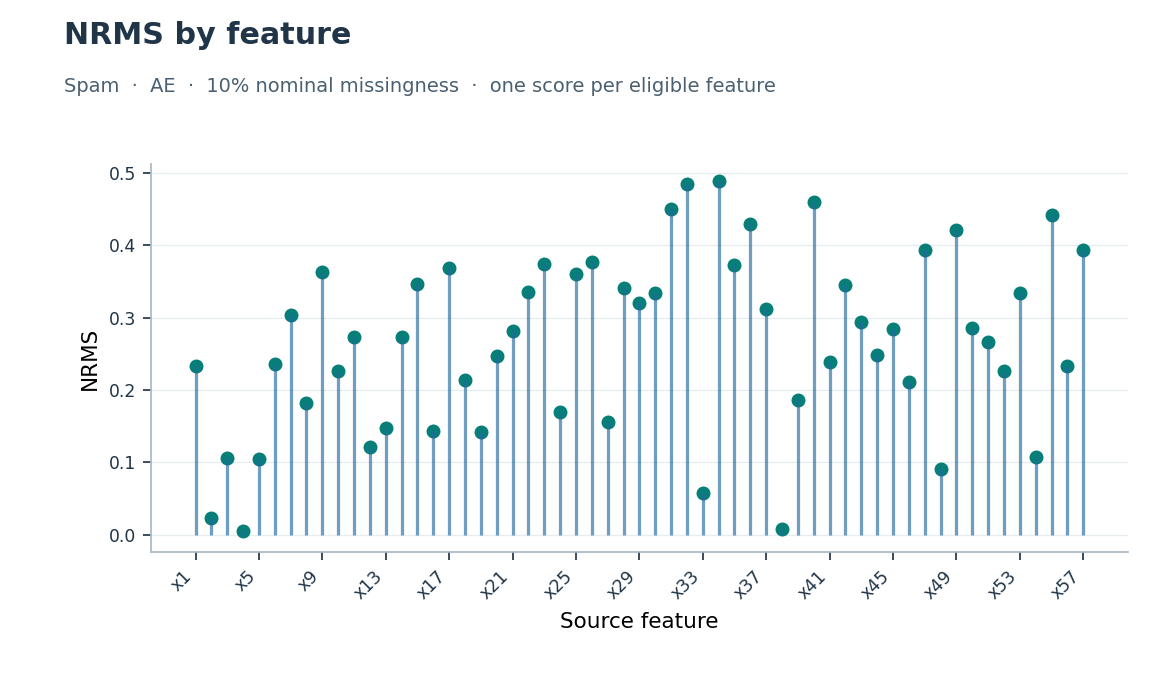 NRMS by feature
Spam · AE · 10% nominal missingness · one score per eligible feature
0.5
0.4
0.3
0.2
0.1
0.0
NRMS
x1 x5 x9 x13 x17 x21 x25 x29 x33 x37 x41 x45 x49 x53 x57
Source feature